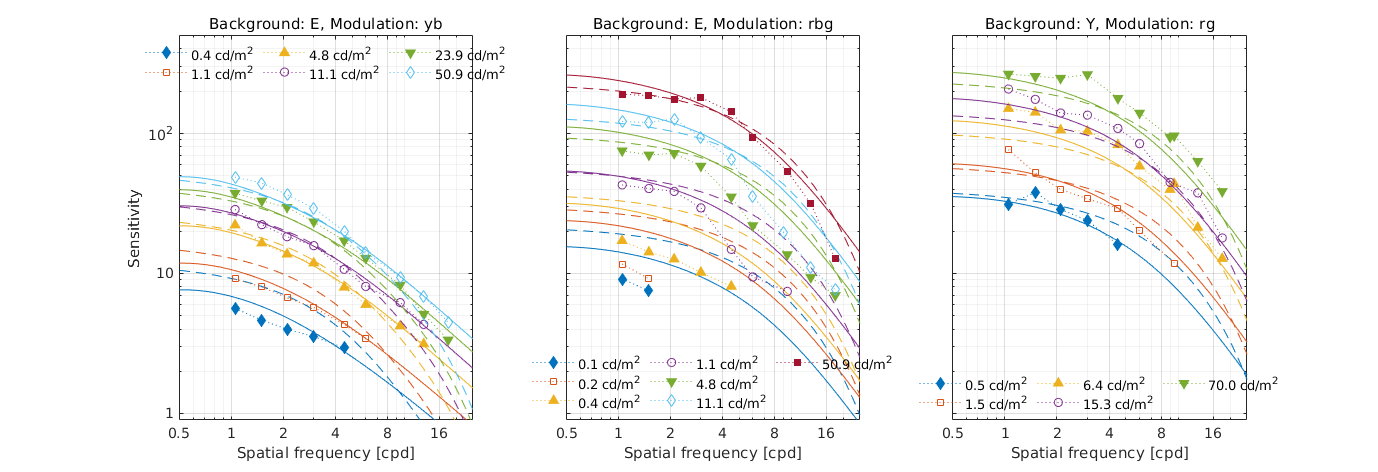 Background: E, Modulation: yb
0.4 cd/m² 4.8 cd/m² 23.9 cd/m²
1.1 cd/m² 11.1 cd/m² 50.9 cd/m²
10²
10
1
Sensitivity
0.5 1 2 4 8 16
Spatial frequency [cpd]
Background: E, Modulation: rbg
0.1 cd/m² 1.1 cd/m² 50.9 cd/m²
0.2 cd/m² 4.8 cd/m²
0.4 cd/m² 11.1 cd/m²
0.5 1 2 4 8 16
Spatial frequency [cpd]
Background: Y, Modulation: rg
0.5 cd/m² 6.4 cd/m² 70.0 cd/m²
1.5 cd/m² 15.3 cd/m²
0.5 1 2 4 8 16
Spatial frequency [cpd]